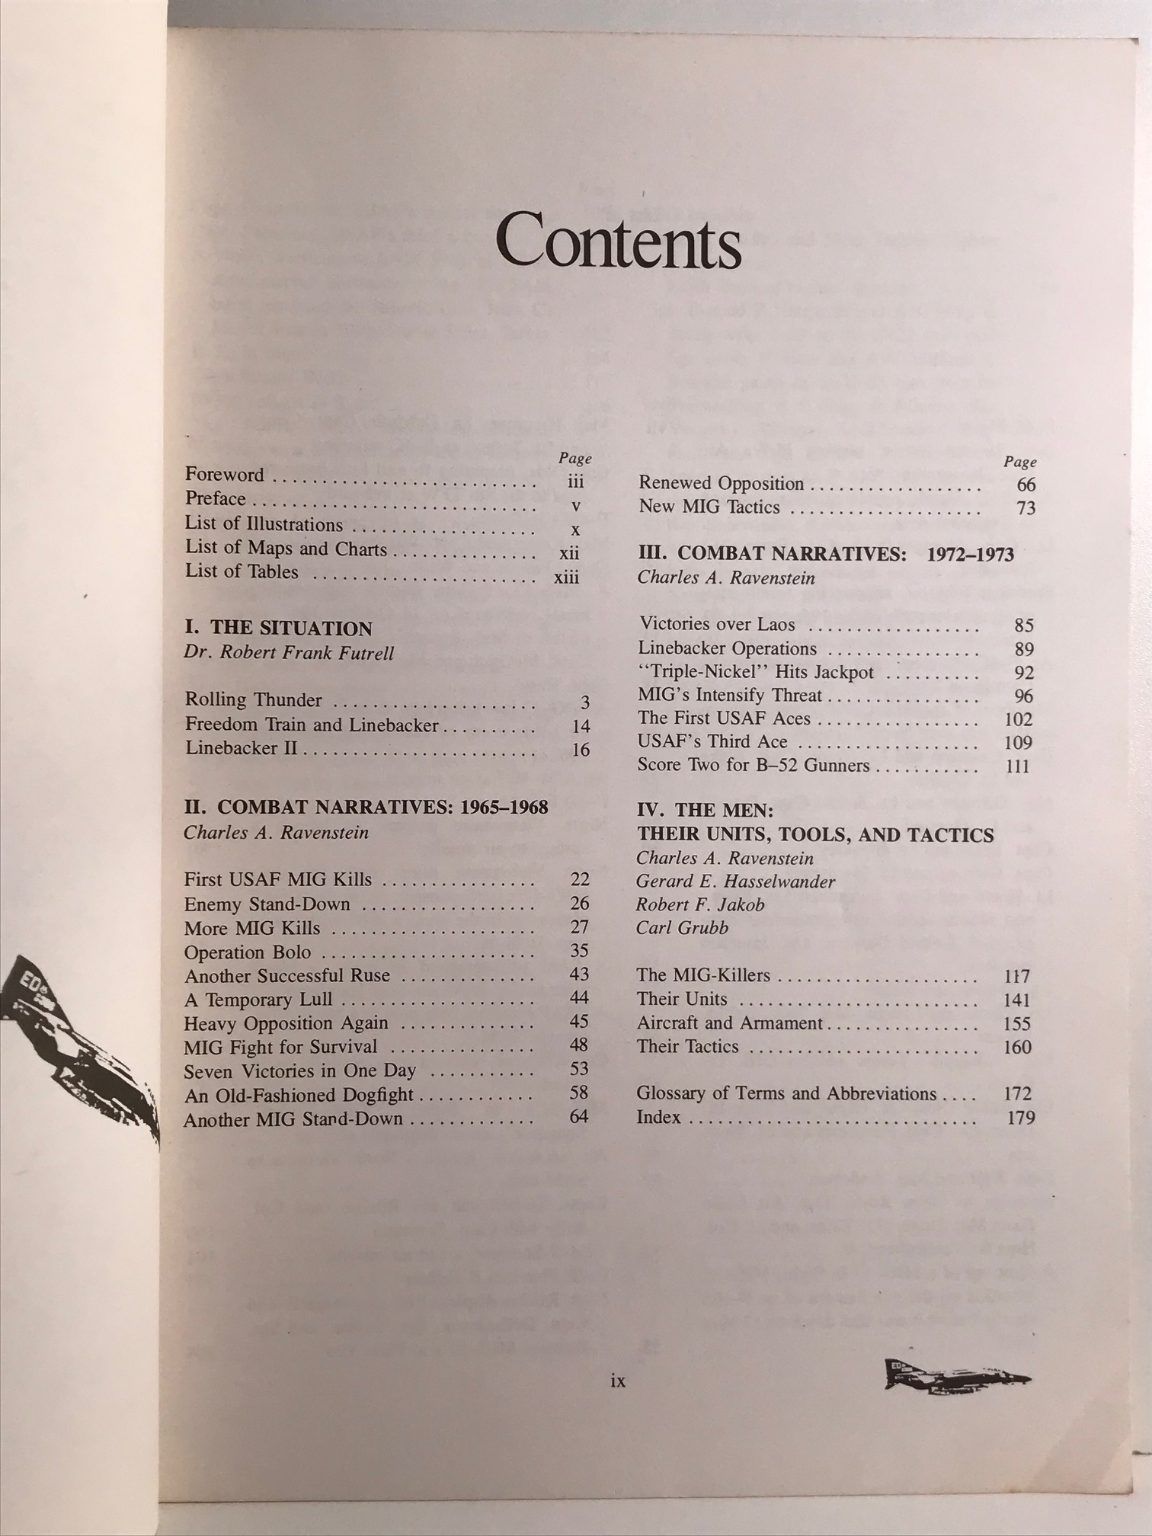 Contents
Page
Foreword ........................... iii
Preface ............................. v
List of Illustrations ................... x
List of Maps and Charts ............... xii
List of Tables ....................... xiii
I. THE SITUATION
Dr. Robert Frank Futrell
Rolling Thunder ..................... 3
Freedom Train and Linebacker .......... 14
Linebacker II ........................ 16
II. COMBAT NARRATIVES: 1965–1968
Charles A. Ravenstein
First USAF MIG Kills ................ 22
Enemy Stand-Down .................. 26
More MIG Kills ..................... 27
Operation Bolo ...................... 35
Another Successful Ruse .............. 43
A Temporary Lull .................... 44
Heavy Opposition Again .............. 45
MIG Fight for Survival ............... 48
Seven Victories in One Day ........... 53
An Old-Fashioned Dogfight ............ 58
Another MIG Stand-Down ............. 64
Page
Renewed Opposition .................. 66
New MIG Tactics .................... 73
III. COMBAT NARRATIVES: 1972–1973
Charles A. Ravenstein
Victories over Laos .................. 85
Linebacker Operations ................ 89
“Triple-Nickel” Hits Jackpot .......... 92
MIG's Intensify Threat ................ 96
The First USAF Aces ................. 102
USAF's Third Ace ................... 109
Score Two for B–52 Gunners ........... 111
IV. THE MEN:
THEIR UNITS, TOOLS, AND TACTICS
Charles A. Ravenstein
Gerard E. Hasselwander
Robert F. Jakob
Carl Grubb
The MIG-Killers ..................... 117
Their Units ......................... 141
Aircraft and Armament ................ 155
Their Tactics ........................ 160
Glossary of Terms and Abbreviations .... 172
Index .............................. 179
ix
ED
ED